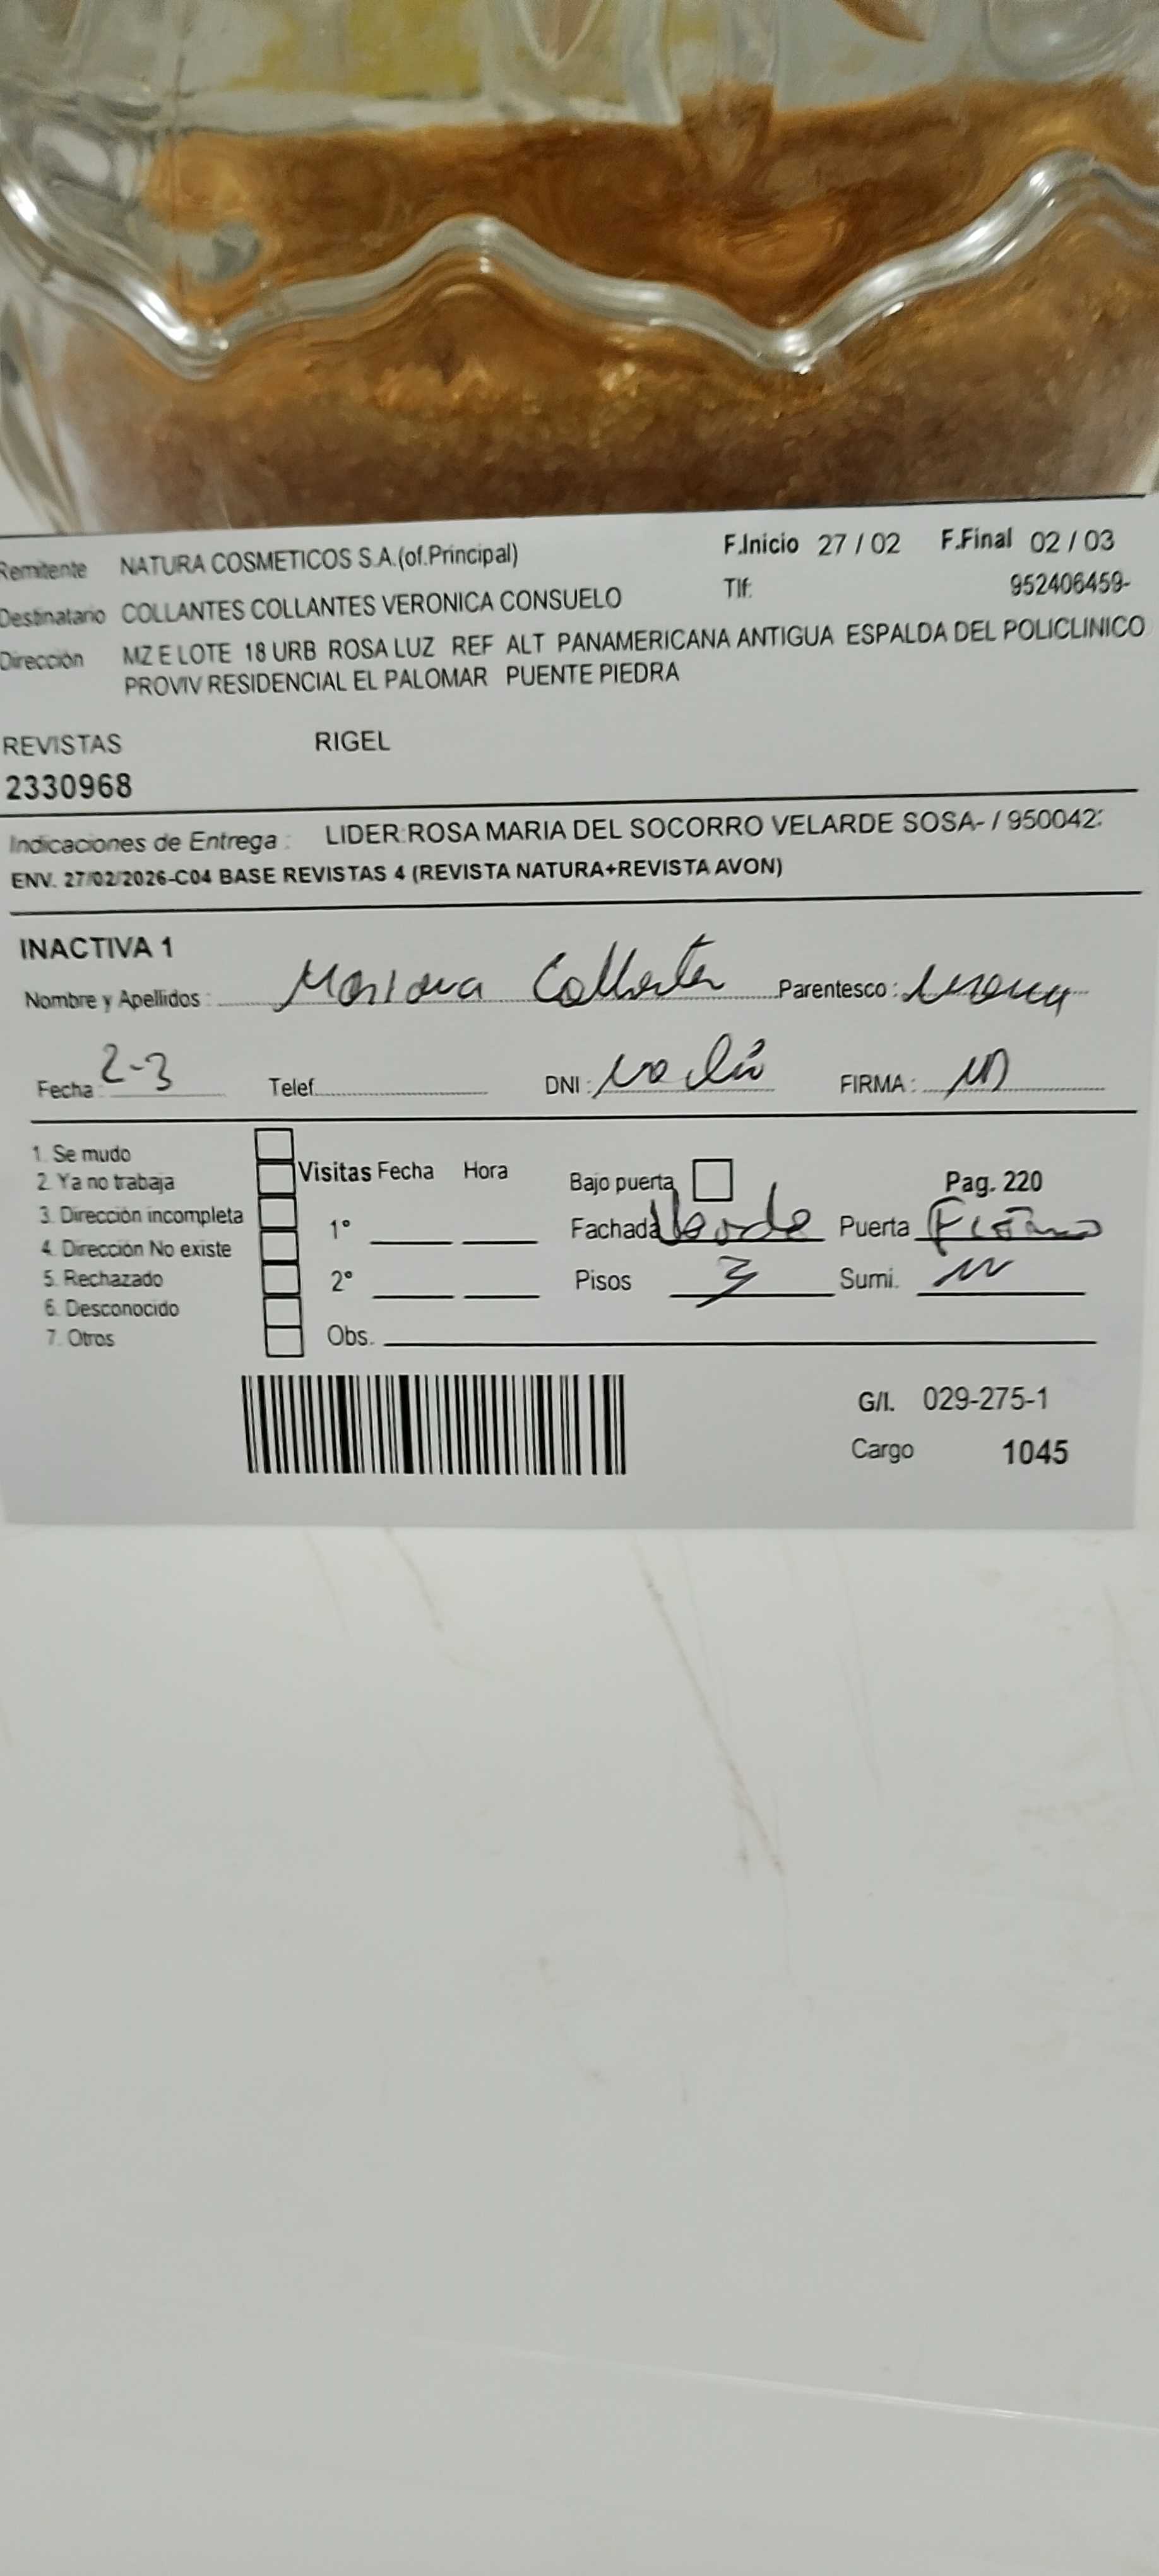 Remitente NATURA COSMETICOS S.A.(of.Principal) F.Inicio 27 / 02 F.Final 02 / 03
Destinatario COLLANTES COLLANTES VERONICA CONSUELO Tlf: 952406459-
Dirección MZ E LOTE 18 URB ROSA LUZ REF ALT PANAMERICANA ANTIGUA ESPALDA DEL POLICLINICO
PROVIV RESIDENCIAL EL PALOMAR PUENTE PIEDRA
REVISTAS RIGEL
2330968
Indicaciones de Entrega : LIDER:ROSA MARIA DEL SOCORRO VELARDE SOSA- / 950042
ENV. 27/02/2026-C04 BASE REVISTAS 4 (REVISTA NATURA+REVISTA AVON)
INACTIVA 1
Nombre y Apellidos : Parentesco :
Fecha : 2-3 Telef. DNI : FIRMA :
1. Se mudo
2. Ya no trabaja
3. Dirección incompleta
4. Dirección No existe
5. Rechazado
6. Desconocido
7. Otros
Visitas Fecha Hora
1°
2°
Obs.
Bajo puerta Pag. 220
Fachada Puerta
Pisos 3 Sumi.
G/I. 029-275-1
Cargo 1045